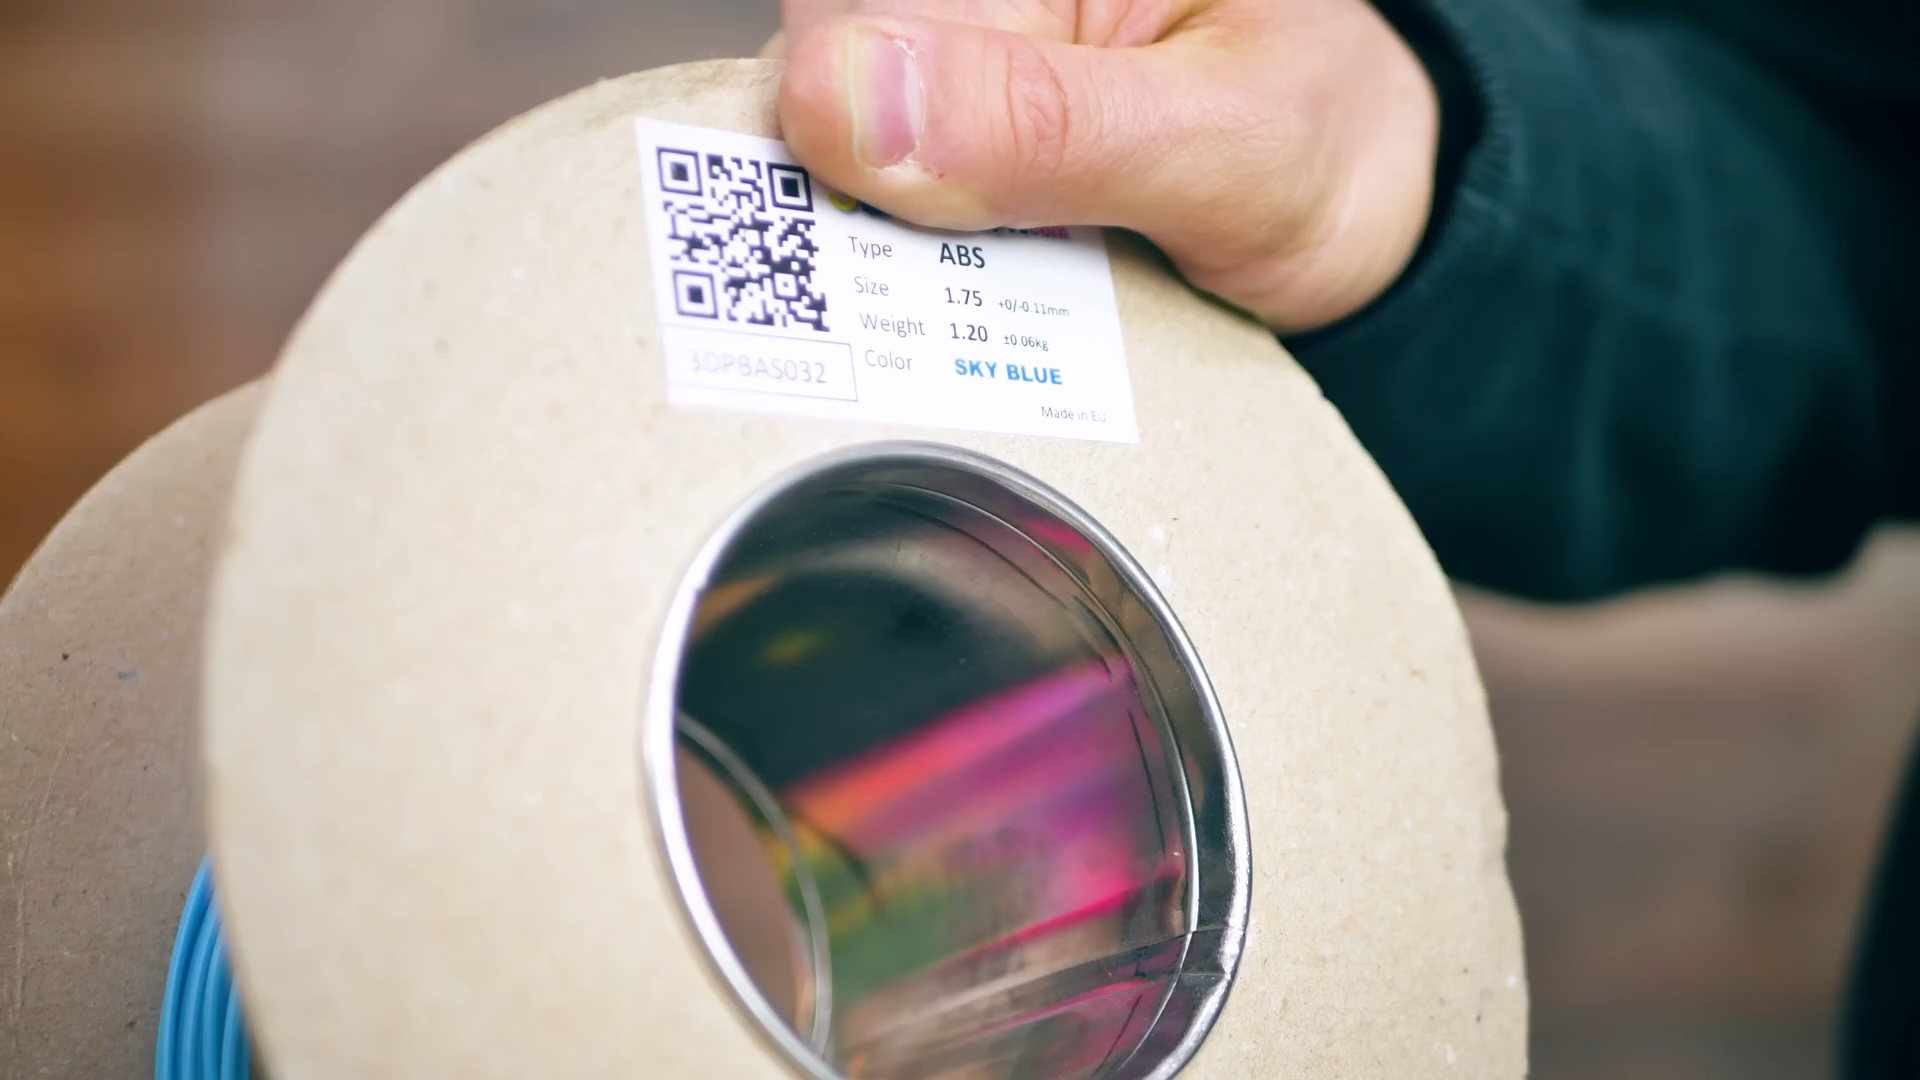 Type ABS
Size 1.75 +0/-0.11mm
Weight 1.20 ±0.06kg
Color SKY BLUE
3DPBAS032
Made in EU